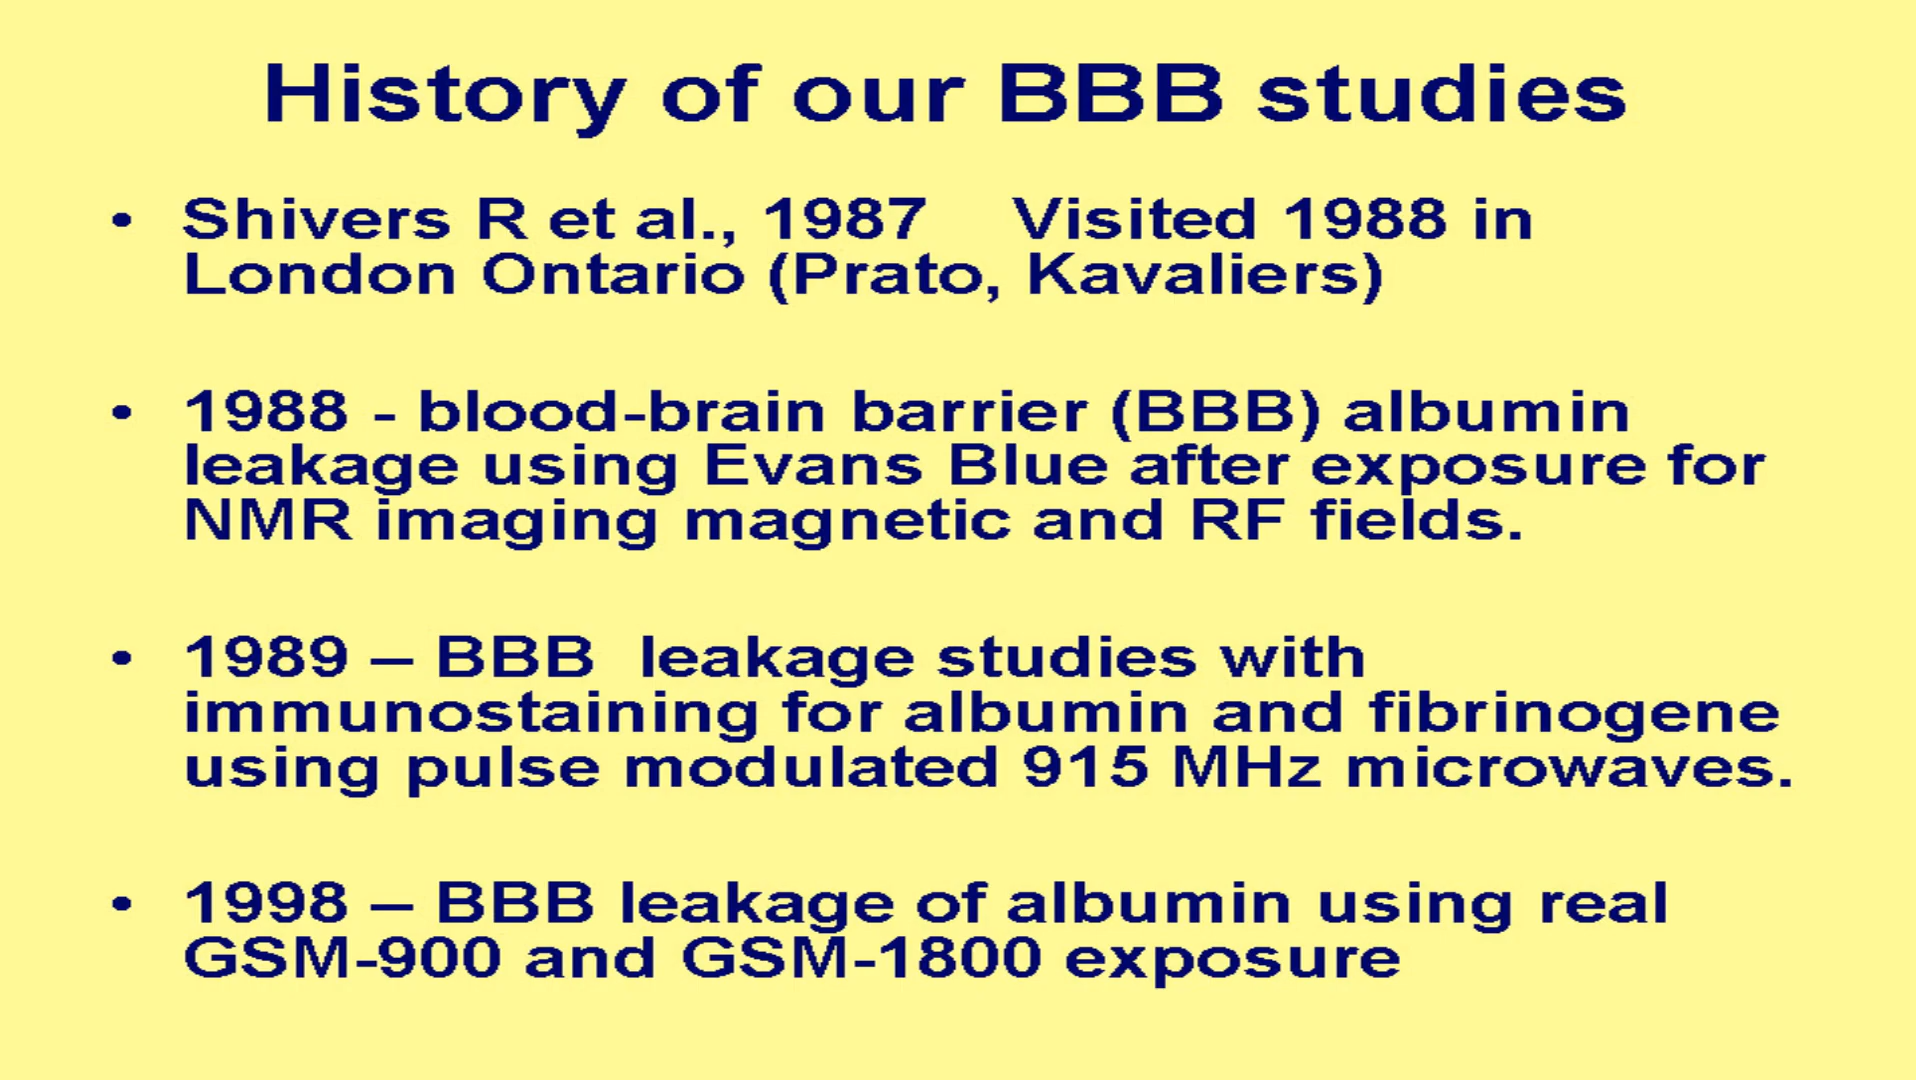 History of our BBB studies
• Shivers R et al., 1987 Visited 1988 in
London Ontario (Prato, Kavaliers)
• 1988 - blood-brain barrier (BBB) albumin
leakage using Evans Blue after exposure for
NMR imaging magnetic and RF fields.
• 1989 – BBB leakage studies with
immunostaining for albumin and fibrinogene
using pulse modulated 915 MHz microwaves.
• 1998 – BBB leakage of albumin using real
GSM-900 and GSM-1800 exposure